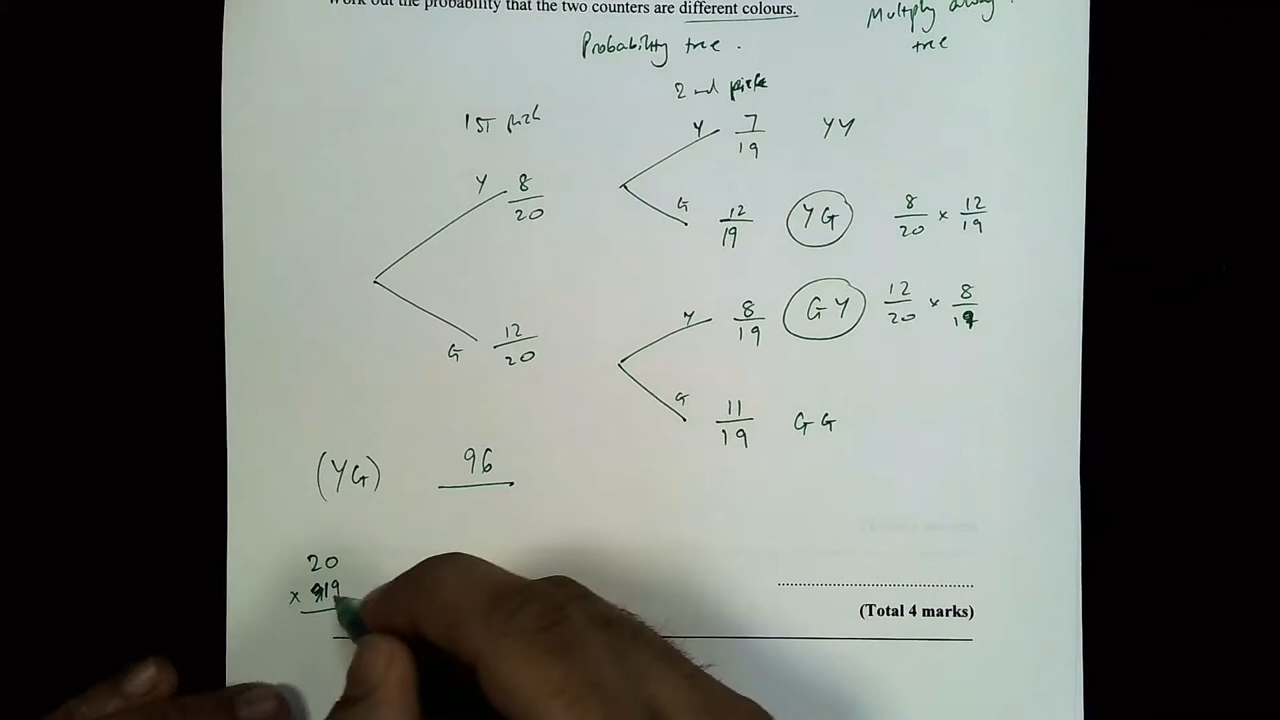 Work out the probability that the two counters are different colours.
Multiply along
tree
Probability tree.
2nd pick
1ST pick
Y 7/19 YY
Y 8/20
G 12/19 YG 8/20 × 12/19
Y 8/19 GY 12/20 × 8/19
G 12/20
G 11/19 GG
(YG) 96
20
× 19
(Total 4 marks)